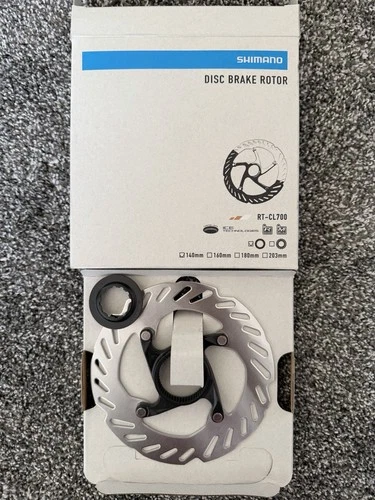 SHIMANO
DISC BRAKE ROTOR
RT-CL700
140mm 160mm 180mm 203mm